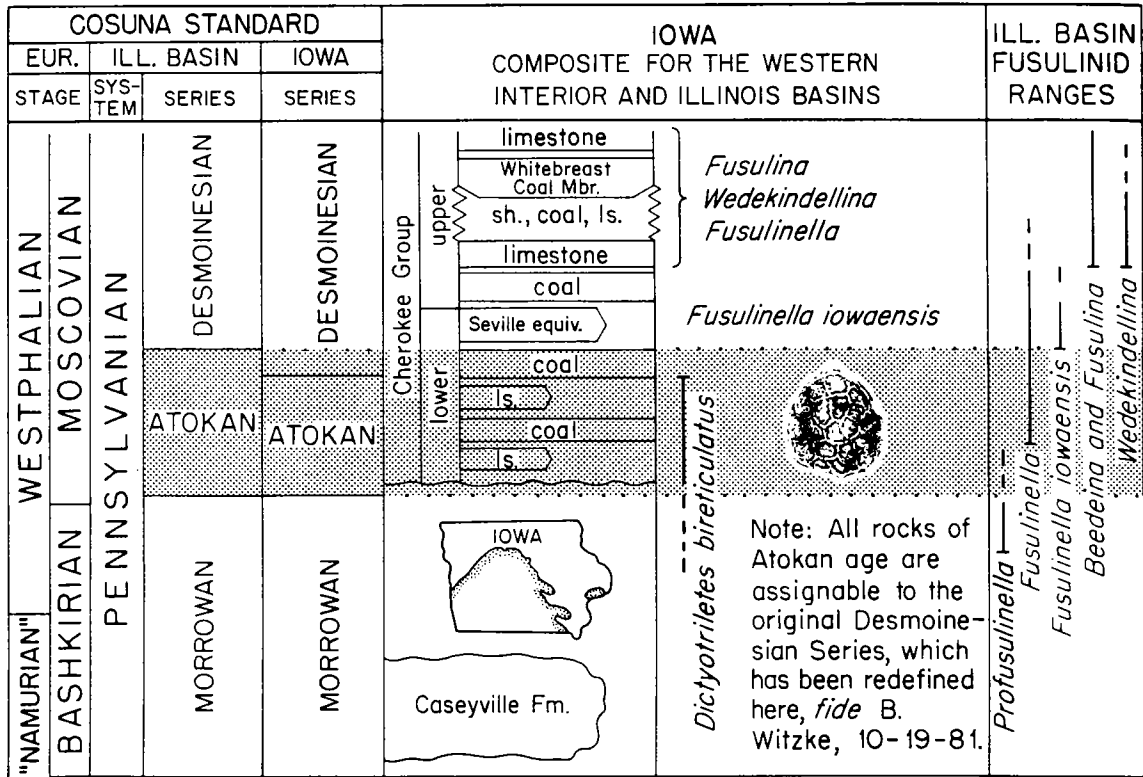 COSUNA STANDARD
EUR.
ILL. BASIN
IOWA
STAGE
SYS-
TEM
SERIES
SERIES
IOWA
COMPOSITE FOR THE WESTERN
INTERIOR AND ILLINOIS BASINS
ILL. BASIN
FUSULINID
RANGES
WESTPHALIAN
"NAMURIAN"
MOSCOVIAN
BASHKIRIAN
PENNSYLVANIAN
DESMOINESIAN
ATOKAN
MORROWAN
DESMOINESIAN
ATOKAN
MORROWAN
Cherokee Group
upper
lower
limestone
Whitebreast
Coal Mbr.
sh., coal, ls.
limestone
coal
Seville equiv.
coal
ls.
coal
ls.
IOWA
Caseyville Fm.
Fusulina
Wedekindellina
Fusulinella
Fusulinella iowaensis
Dictyotriletes bireticulatus
Note: All rocks of
Atokan age are
assignable to the
original Desmoine-
sian Series, which
has been redefined
here, fide B.
Witzke, 10-19-81.
Profusulinella
Fusulinella
Fusulinella iowaensis
Beedeina and Fusulina
Wedekindellina